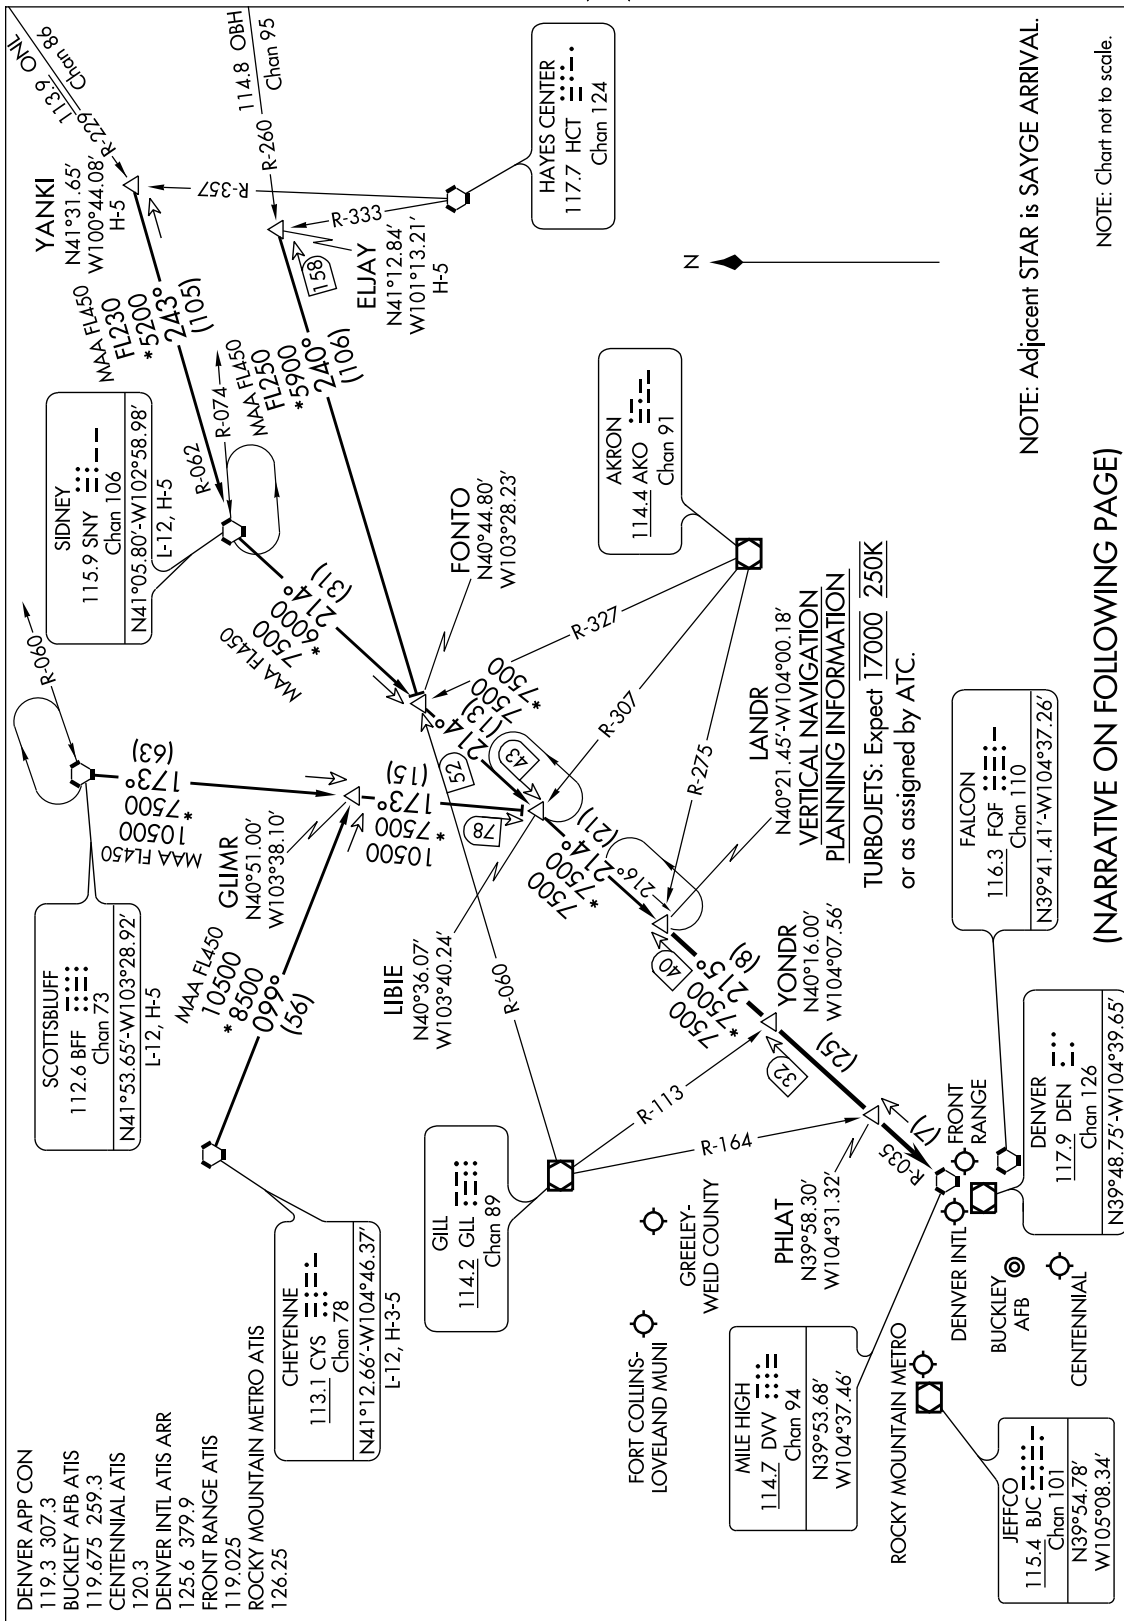 DENVER APP CON
119.3 307.3
BUCKLEY AFB ATIS
119.675 259.3
CENTENNIAL ATIS
120.3
DENVER INTL ATIS ARR
125.6 379.9
FRONT RANGE ATIS
119.025
ROCKY MOUNTAIN METRO ATIS
126.25
SCOTTSBLUFF
112.6 BFF
Chan 73
N41°53.65′-W103°28.92′
L-12, H-5
R-060
MAA FL450
10500
*7500
173°
(63)
SIDNEY
115.9 SNY
Chan 106
N41°05.80′-W102°58.98′
L-12, H-5
R-062
R-074
MAA FL450
FL230
*5200
243°
(105)
YANKI
N41°31.65′
W100°44.08′
H-5
113.9 ONL
Chan 86
R-229
114.8 OBH
Chan 95
R-260
R-357
R-333
HAYES CENTER
117.7 HCT
Chan 124
ELJAY
N41°12.84′
W101°13.21′
H-5
158
MAA FL450
FL250
*5900
240°
(106)
CHEYENNE
113.1 CYS
Chan 78
N41°12.66′-W104°46.37′
L-12, H-3-5
MAA FL450
10500
*8500
099°
(56)
GLIMR
N40°51.00′
W103°38.10′
10500
*7500
173°
(15)
78
MAA FL450
7500
*6000
214°
(31)
FONTO
N40°44.80′
W103°28.23′
52
*7500
7500
214°
(13)
43
LIBIE
N40°36.07′
W103°40.24′
AKRON
114.4 AKO
Chan 91
R-327
R-307
R-275
N
GILL
114.2 GLL
Chan 89
R-060
R-113
R-164
7500
*7500
214°
(21)
216°
40
LANDR
N40°21.45′-W104°00.18′
VERTICAL NAVIGATION
PLANNING INFORMATION
TURBOJETS: Expect 17000 250K
or as assigned by ATC.
7500
*7500
215°
(8)
32
YONDR
N40°16.00′
W104°07.56′
(25)
PHLAT
N39°58.30′
W104°31.32′
(7)
R-035
FORT COLLINS-
LOVELAND MUNI
GREELEY-
WELD COUNTY
MILE HIGH
114.7 DVV
Chan 94
N39°53.68′
W104°37.46′
ROCKY MOUNTAIN METRO
DENVER INTL
FRONT
RANGE
BUCKLEY
AFB
CENTENNIAL
JEFFCO
115.4 BJC
Chan 101
N39°54.78′
W105°08.34′
DENVER
117.9 DEN
Chan 126
N39°48.75′-W104°39.65′
FALCON
116.3 FQF
Chan 110
N39°41.41′-W104°37.26′
NOTE: Adjacent STAR is SAYGE ARRIVAL.
NOTE: Chart not to scale.
(NARRATIVE ON FOLLOWING PAGE)